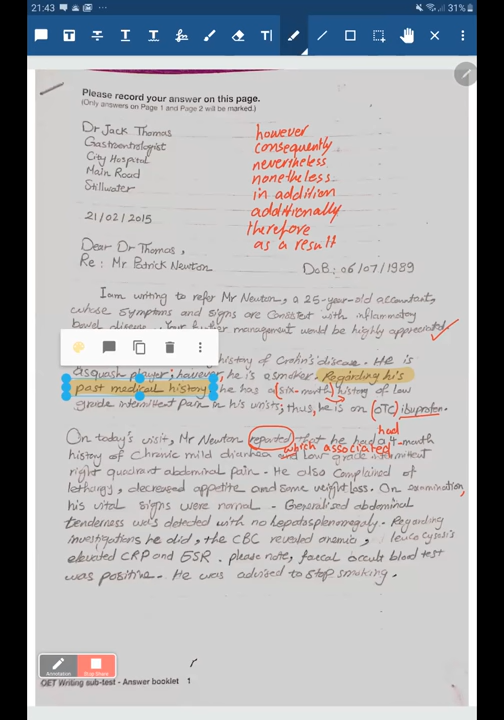 21:43
31%
Please record your answer on this page.
(Only answers on Page 1 and Page 2 will be marked.)
Dr Jack Thomas
Gastroentrologist
City Hospital
Main Road
Stillwater
however
consequently
nevertheless
nonetheless
in addition
additionally
therefore
as a result
21/02/2015
Dear Dr Thomas,
Re: Mr Patrick Newton
DoB: 06/07/1989
I am writing to refer Mr Newton, a 25-year-old accountant,
whose symptoms and signs are consistent with inflammatory
bowel disease. Your further management would be highly appreciated.
history of Crohn's disease. He is
a squash player; however, he is a smoker. Regarding his
past medical history, he has a (six-month) history of low
grade intermittent pain in his wrists; thus, he is on (OTC) ibuprofen.
had
On today's visit, Mr Newton reported that he had a 4-month
which associated
history of chronic mild diarrhea and low grade intermittent
right quadrant abdominal pain. He also complained of
lethargy, decreased appetite and some weight loss. On examination,
his vital signs were normal. Generalised abdominal
tenderness was detected with no hepatosplenomegaly. Regarding
investigations he did, the CBC revealed anemia, leucocytosis
elevated CRP and ESR. please note, faecal occult blood test
was positive. He was advised to stop smoking.
Annotation
Stop Share
OET Writing sub-test - Answer booklet 1